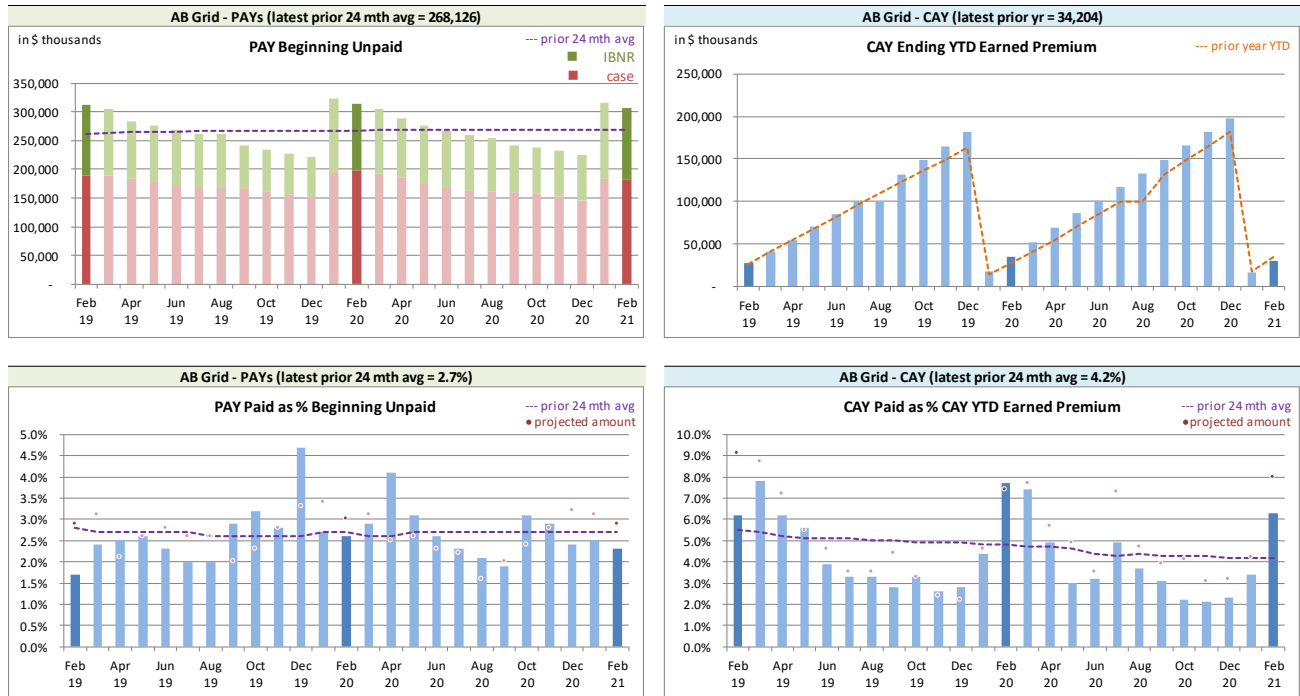 AB Grid - PAYs (latest prior 24 mth avg = 268,126)
in $ thousands
PAY Beginning Unpaid
--- prior 24 mth avg
IBNR
case
350,000
300,000
250,000
200,000
150,000
100,000
50,000
-
Feb Apr Jun Aug Oct Dec Feb Apr Jun Aug Oct Dec Feb
19 19 19 19 19 19 20 20 20 20 20 20 21
AB Grid - CAY (latest prior yr = 34,204)
in $ thousands
CAY Ending YTD Earned Premium
--- prior year YTD
250,000
200,000
150,000
100,000
50,000
-
Feb Apr Jun Aug Oct Dec Feb Apr Jun Aug Oct Dec Feb
19 19 19 19 19 19 20 20 20 20 20 20 21
AB Grid - PAYs (latest prior 24 mth avg = 2.7%)
PAY Paid as % Beginning Unpaid
--- prior 24 mth avg
• projected amount
5.0%
4.5%
4.0%
3.5%
3.0%
2.5%
2.0%
1.5%
1.0%
0.5%
0.0%
Feb Apr Jun Aug Oct Dec Feb Apr Jun Aug Oct Dec Feb
19 19 19 19 19 19 20 20 20 20 20 20 21
AB Grid - CAY (latest prior 24 mth avg = 4.2%)
CAY Paid as % CAY YTD Earned Premium
--- prior 24 mth avg
•projected amount
10.0%
9.0%
8.0%
7.0%
6.0%
5.0%
4.0%
3.0%
2.0%
1.0%
0.0%
Feb Apr Jun Aug Oct Dec Feb Apr Jun Aug Oct Dec Feb
19 19 19 19 19 19 20 20 20 20 20 20 21